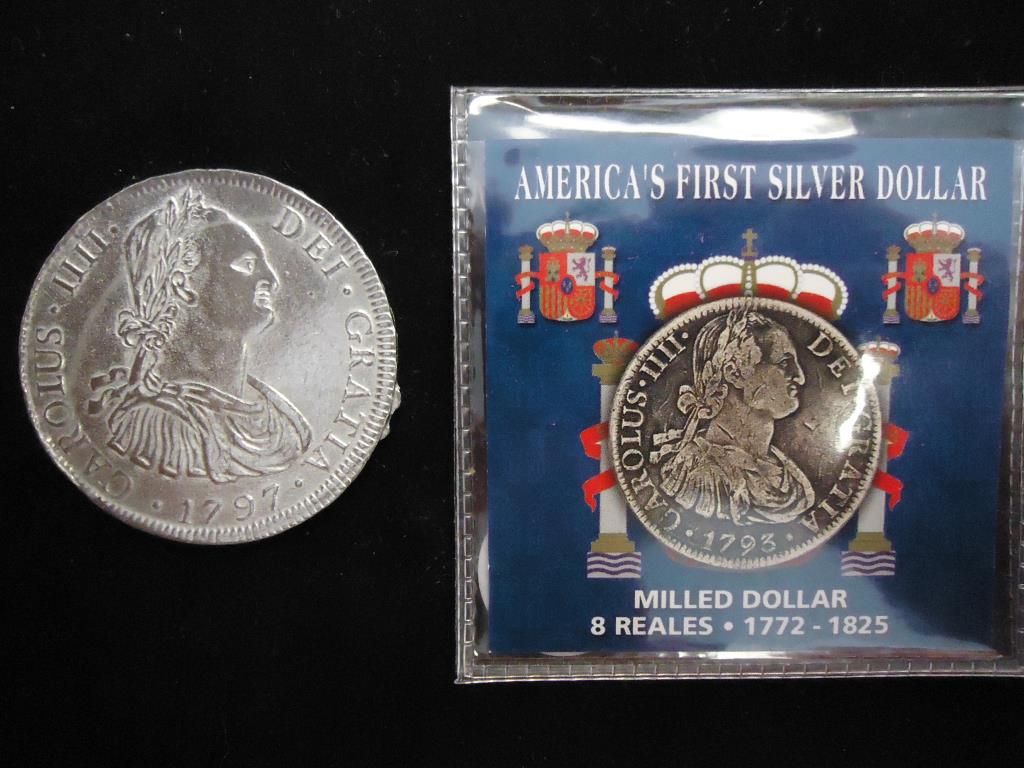 CAROLUS · IIII · DEI · GRATIA
· 1797 ·
AMERICA'S FIRST SILVER DOLLAR
CAROLUS · IIII · DEI · GRATIA
· 1793 ·
MILLED DOLLAR
8 REALES • 1772 - 1825